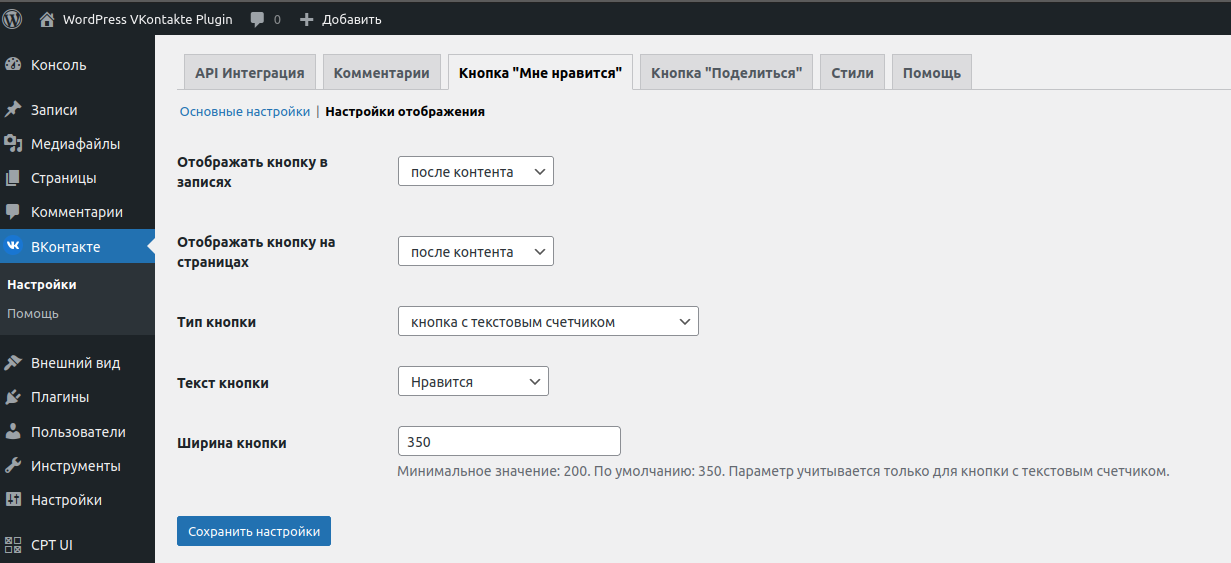 WordPress VKontakte Plugin 0 Добавить
Консоль
Записи
Медиафайлы
Страницы
Комментарии
ВКонтакте
Настройки
Помощь
Внешний вид
Плагины
Пользователи
Инструменты
Настройки
CPT UI
API Интеграция Комментарии Кнопка "Мне нравится" Кнопка "Поделиться" Стили Помощь
Основные настройки | Настройки отображения
Отображать кнопку в
записях
после контента
Отображать кнопку на
страницах
после контента
Тип кнопки
кнопка с текстовым счетчиком
Текст кнопки
Нравится
Ширина кнопки
350
Минимальное значение: 200. По умолчанию: 350. Параметр учитывается только для кнопки с текстовым счетчиком.
Сохранить настройки